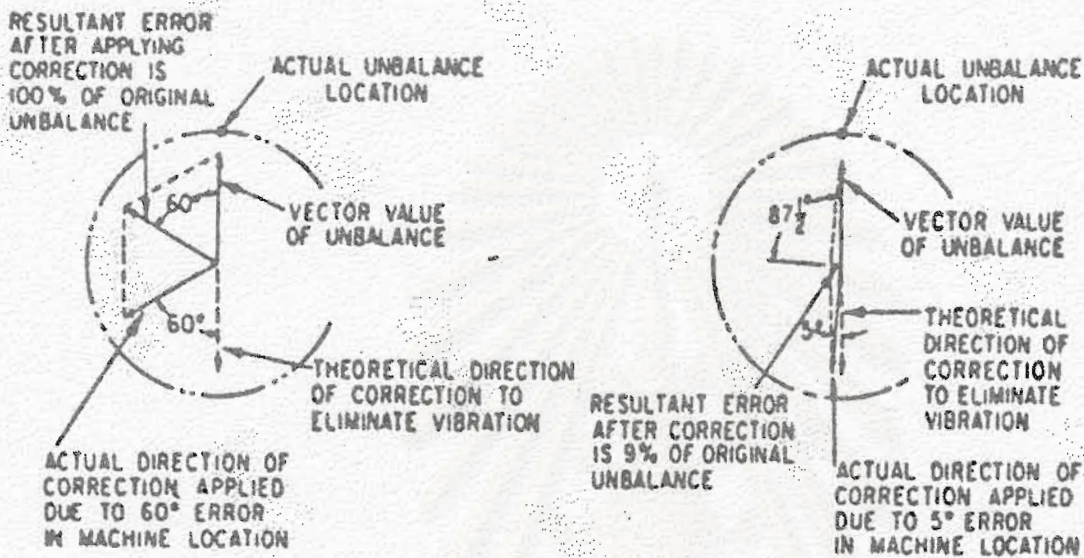 RESULTANT ERROR
AFTER APPLYING
CORRECTION IS
100% OF ORIGINAL
UNBALANCE
ACTUAL UNBALANCE
LOCATION
60°
VECTOR VALUE
OF UNBALANCE
60°
THEORETICAL DIRECTION
OF CORRECTION TO
ELIMINATE VIBRATION
ACTUAL DIRECTION OF
CORRECTION APPLIED
DUE TO 60° ERROR
IN MACHINE LOCATION
ACTUAL UNBALANCE
LOCATION
87½°
VECTOR VALUE
OF UNBALANCE
THEORETICAL
DIRECTION OF
CORRECTION
TO ELIMINATE
VIBRATION
RESULTANT ERROR
AFTER CORRECTION
IS 9% OF ORIGINAL
UNBALANCE
ACTUAL DIRECTION OF
CORRECTION APPLIED
DUE TO 5° ERROR
IN MACHINE LOCATION